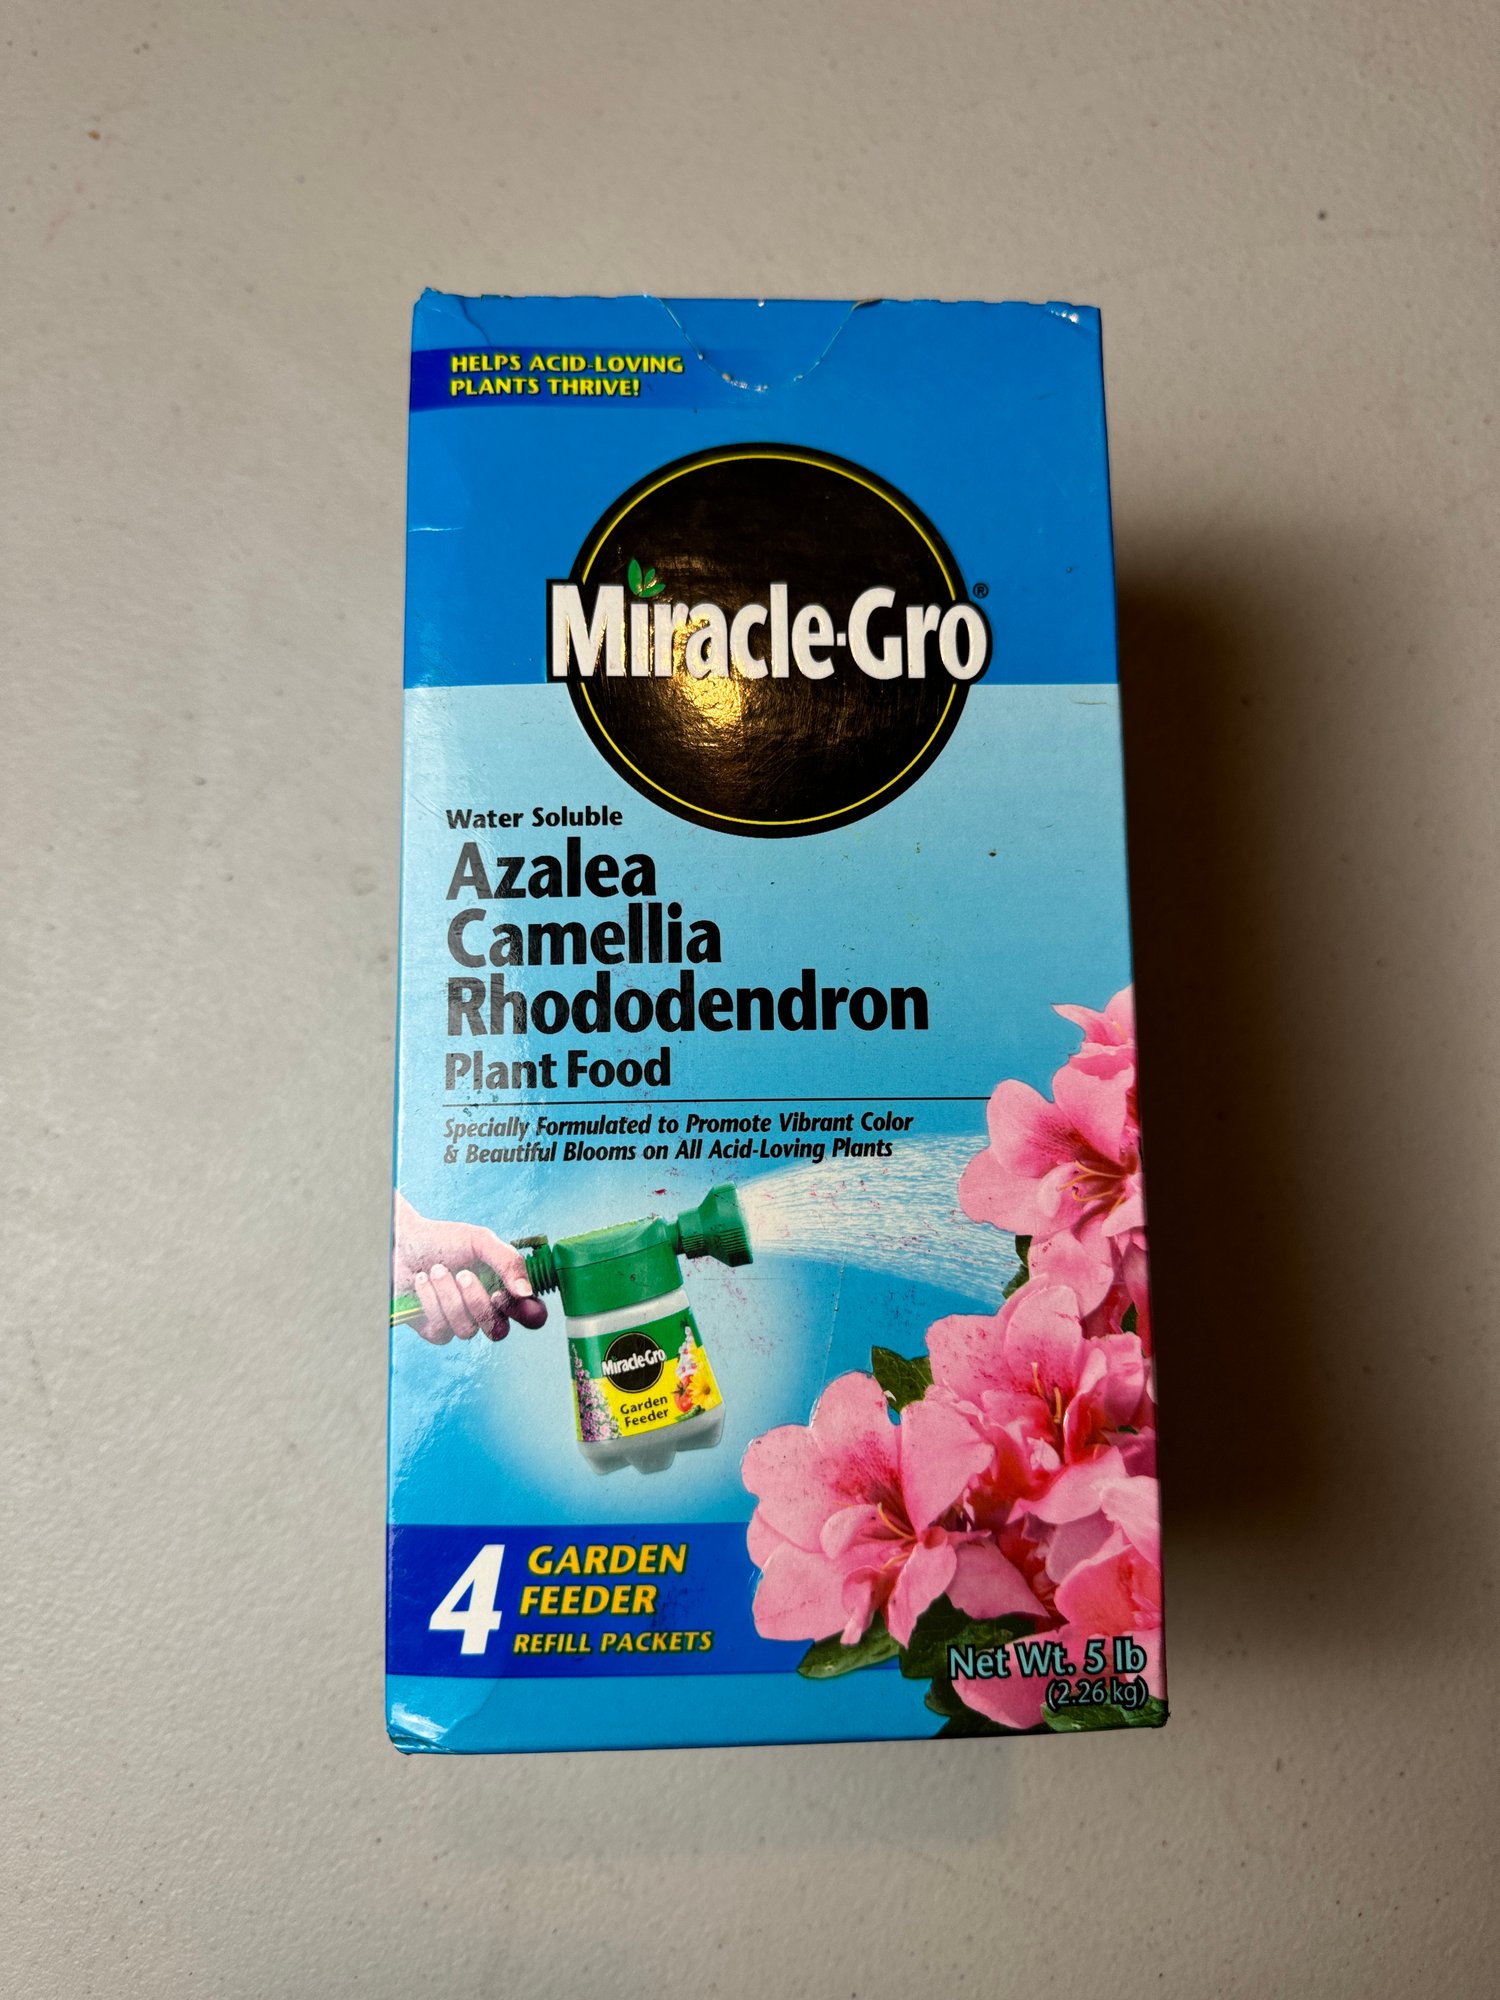 HELPS ACID-LOVING
PLANTS THRIVE!
Miracle-Gro®
Water Soluble
Azalea
Camellia
Rhododendron
Plant Food
Specially Formulated to Promote Vibrant Color
& Beautiful Blooms on All Acid-Loving Plants
Miracle-Gro
Garden
Feeder
4 GARDEN
FEEDER
REFILL PACKETS
Net Wt. 5 lb
(2.26 kg)